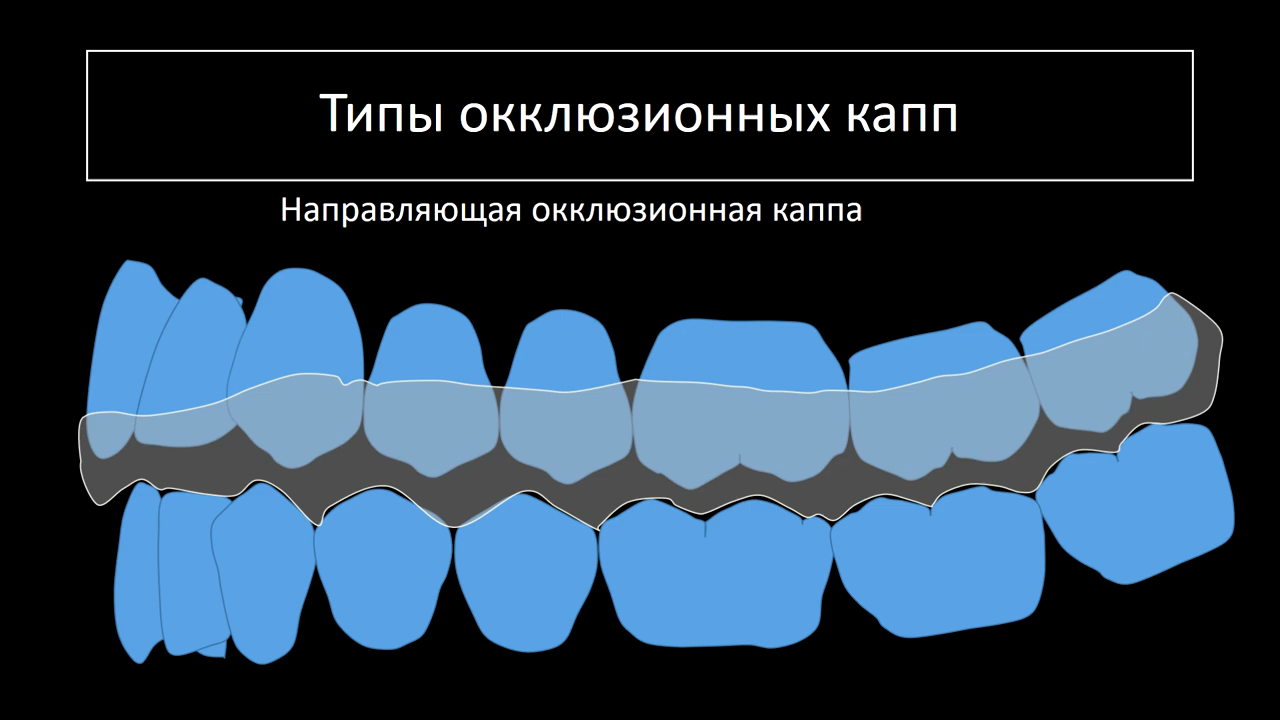 Типы окклюзионных капп
Направляющая окклюзионная каппа